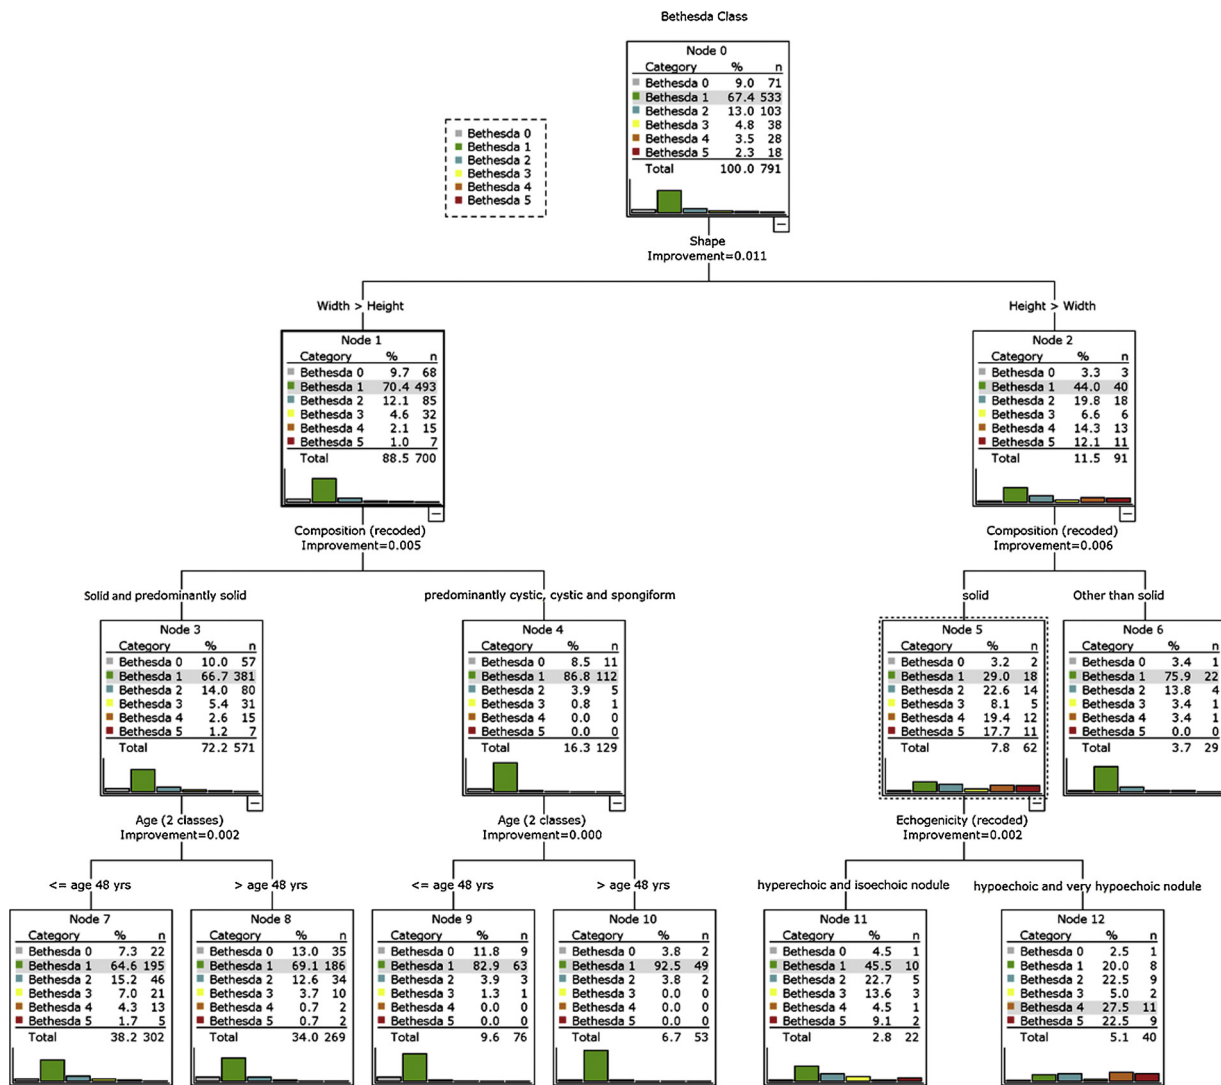 Bethesda Class
Node 0
Category % n
Bethesda 0 9.0 71
Bethesda 1 67.4 533
Bethesda 2 13.0 103
Bethesda 3 4.8 38
Bethesda 4 3.5 28
Bethesda 5 2.3 18
Total 100.0 791
Bethesda 0
Bethesda 1
Bethesda 2
Bethesda 3
Bethesda 4
Bethesda 5
Shape
Improvement=0.011
Width > Height
Height > Width
Node 1
Category % n
Bethesda 0 9.7 68
Bethesda 1 70.4 493
Bethesda 2 12.1 85
Bethesda 3 4.6 32
Bethesda 4 2.1 15
Bethesda 5 1.0 7
Total 88.5 700
Node 2
Category % n
Bethesda 0 3.3 3
Bethesda 1 44.0 40
Bethesda 2 19.8 18
Bethesda 3 6.6 6
Bethesda 4 14.3 13
Bethesda 5 12.1 11
Total 11.5 91
Composition (recoded)
Improvement=0.005
Composition (recoded)
Improvement=0.006
Solid and predominantly solid
predominantly cystic, cystic and spongiform
solid
Other than solid
Node 3
Category % n
Bethesda 0 10.0 57
Bethesda 1 66.7 381
Bethesda 2 14.0 80
Bethesda 3 5.4 31
Bethesda 4 2.6 15
Bethesda 5 1.2 7
Total 72.2 571
Node 4
Category % n
Bethesda 0 8.5 11
Bethesda 1 86.8 112
Bethesda 2 3.9 5
Bethesda 3 0.8 1
Bethesda 4 0.0 0
Bethesda 5 0.0 0
Total 16.3 129
Node 5
Category % n
Bethesda 0 3.2 2
Bethesda 1 29.0 18
Bethesda 2 22.6 14
Bethesda 3 8.1 5
Bethesda 4 19.4 12
Bethesda 5 17.7 11
Total 7.8 62
Node 6
Category % n
Bethesda 0 3.4 1
Bethesda 1 75.9 22
Bethesda 2 13.8 4
Bethesda 3 3.4 1
Bethesda 4 3.4 1
Bethesda 5 0.0 0
Total 3.7 29
Age (2 classes)
Improvement=0.002
Age (2 classes)
Improvement=0.000
Echogenicity (recoded)
Improvement=0.002
<= age 48 yrs
> age 48 yrs
<= age 48 yrs
> age 48 yrs
hyperechoic and isoechoic nodule
hypoechoic and very hypoechoic nodule
Node 7
Category % n
Bethesda 0 7.3 22
Bethesda 1 64.6 195
Bethesda 2 15.2 46
Bethesda 3 7.0 21
Bethesda 4 4.3 13
Bethesda 5 1.7 5
Total 38.2 302
Node 8
Category % n
Bethesda 0 13.0 35
Bethesda 1 69.1 186
Bethesda 2 12.6 34
Bethesda 3 3.7 10
Bethesda 4 0.7 2
Bethesda 5 0.7 2
Total 34.0 269
Node 9
Category % n
Bethesda 0 11.8 9
Bethesda 1 82.9 63
Bethesda 2 3.9 3
Bethesda 3 1.3 1
Bethesda 4 0.0 0
Bethesda 5 0.0 0
Total 9.6 76
Node 10
Category % n
Bethesda 0 3.8 2
Bethesda 1 92.5 49
Bethesda 2 3.8 2
Bethesda 3 0.0 0
Bethesda 4 0.0 0
Bethesda 5 0.0 0
Total 6.7 53
Node 11
Category % n
Bethesda 0 4.5 1
Bethesda 1 45.5 10
Bethesda 2 22.7 5
Bethesda 3 13.6 3
Bethesda 4 4.5 1
Bethesda 5 9.1 2
Total 2.8 22
Node 12
Category % n
Bethesda 0 2.5 1
Bethesda 1 20.0 8
Bethesda 2 22.5 9
Bethesda 3 5.0 2
Bethesda 4 27.5 11
Bethesda 5 22.5 9
Total 5.1 40